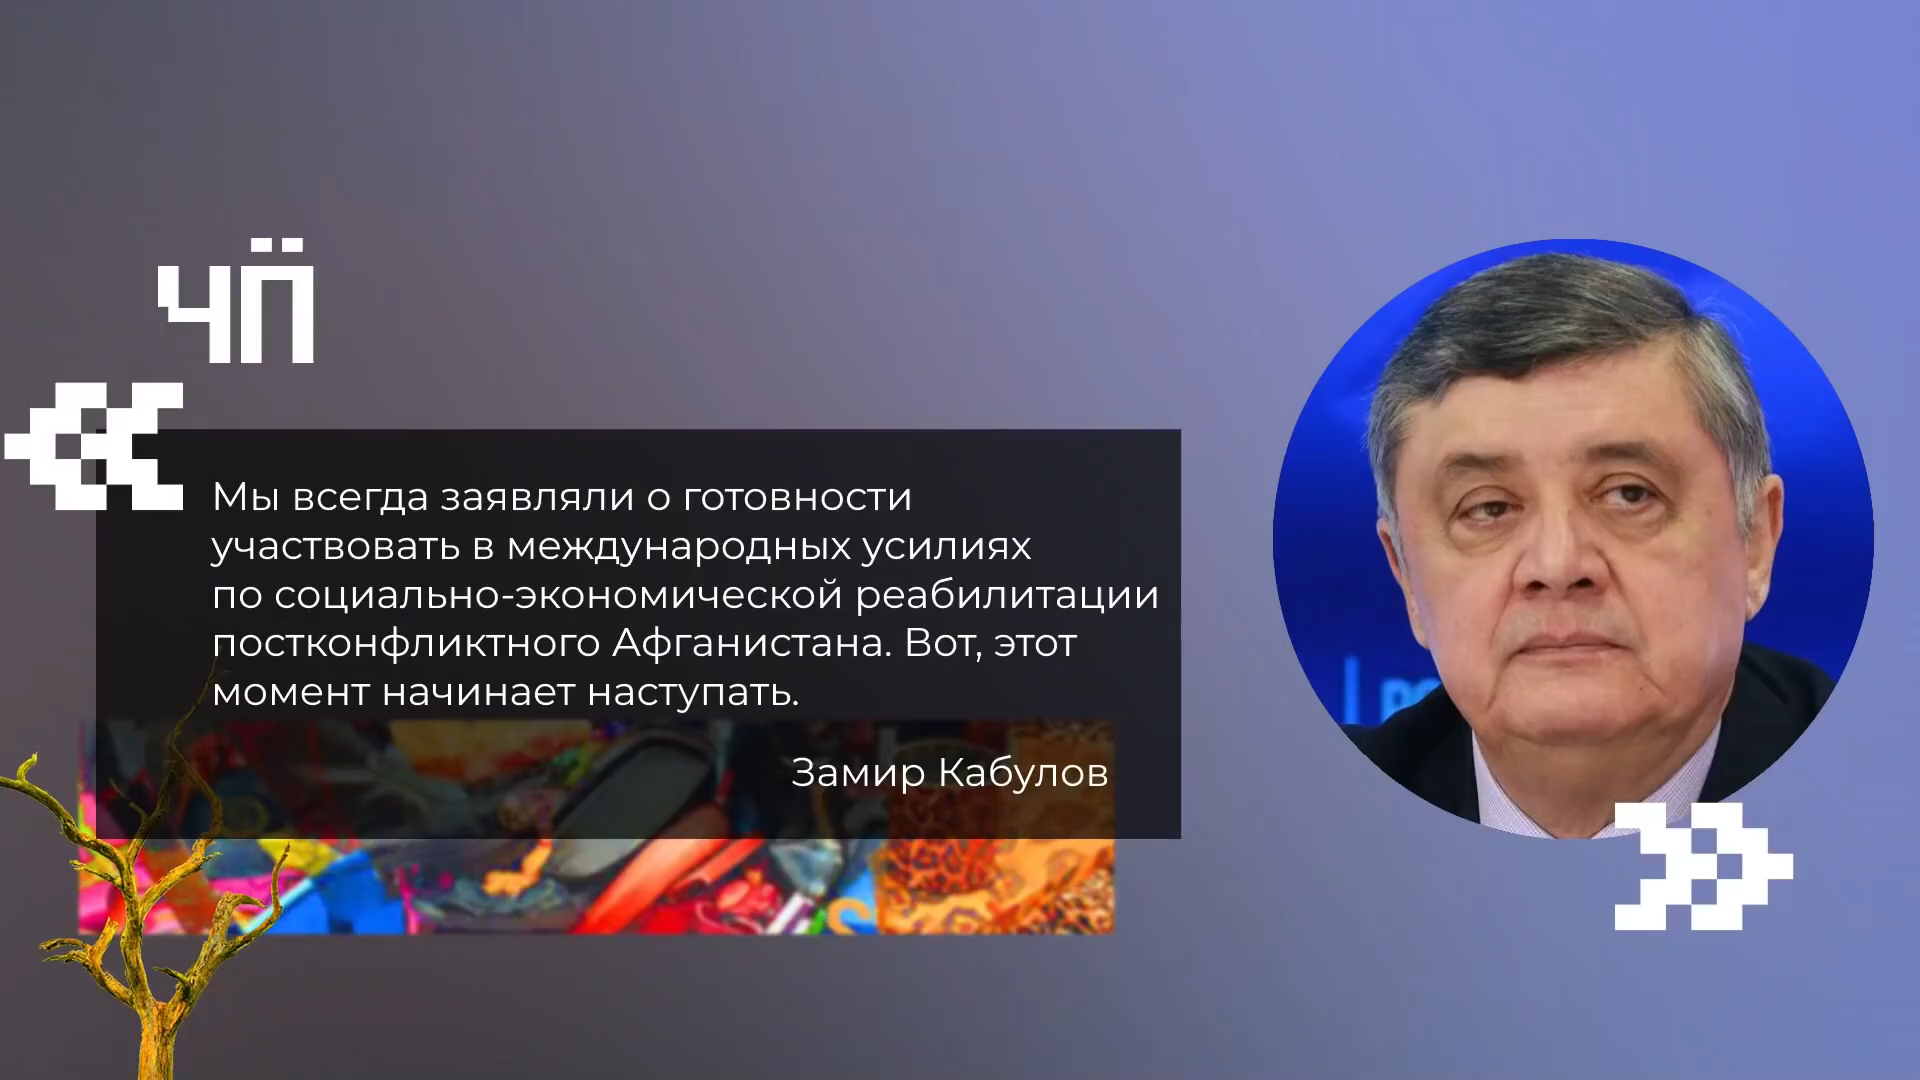 ЧП
Мы всегда заявляли о готовности
участвовать в международных усилиях
по социально-экономической реабилитации
постконфликтного Афганистана. Вот, этот
момент начинает наступать.
Замир Кабулов